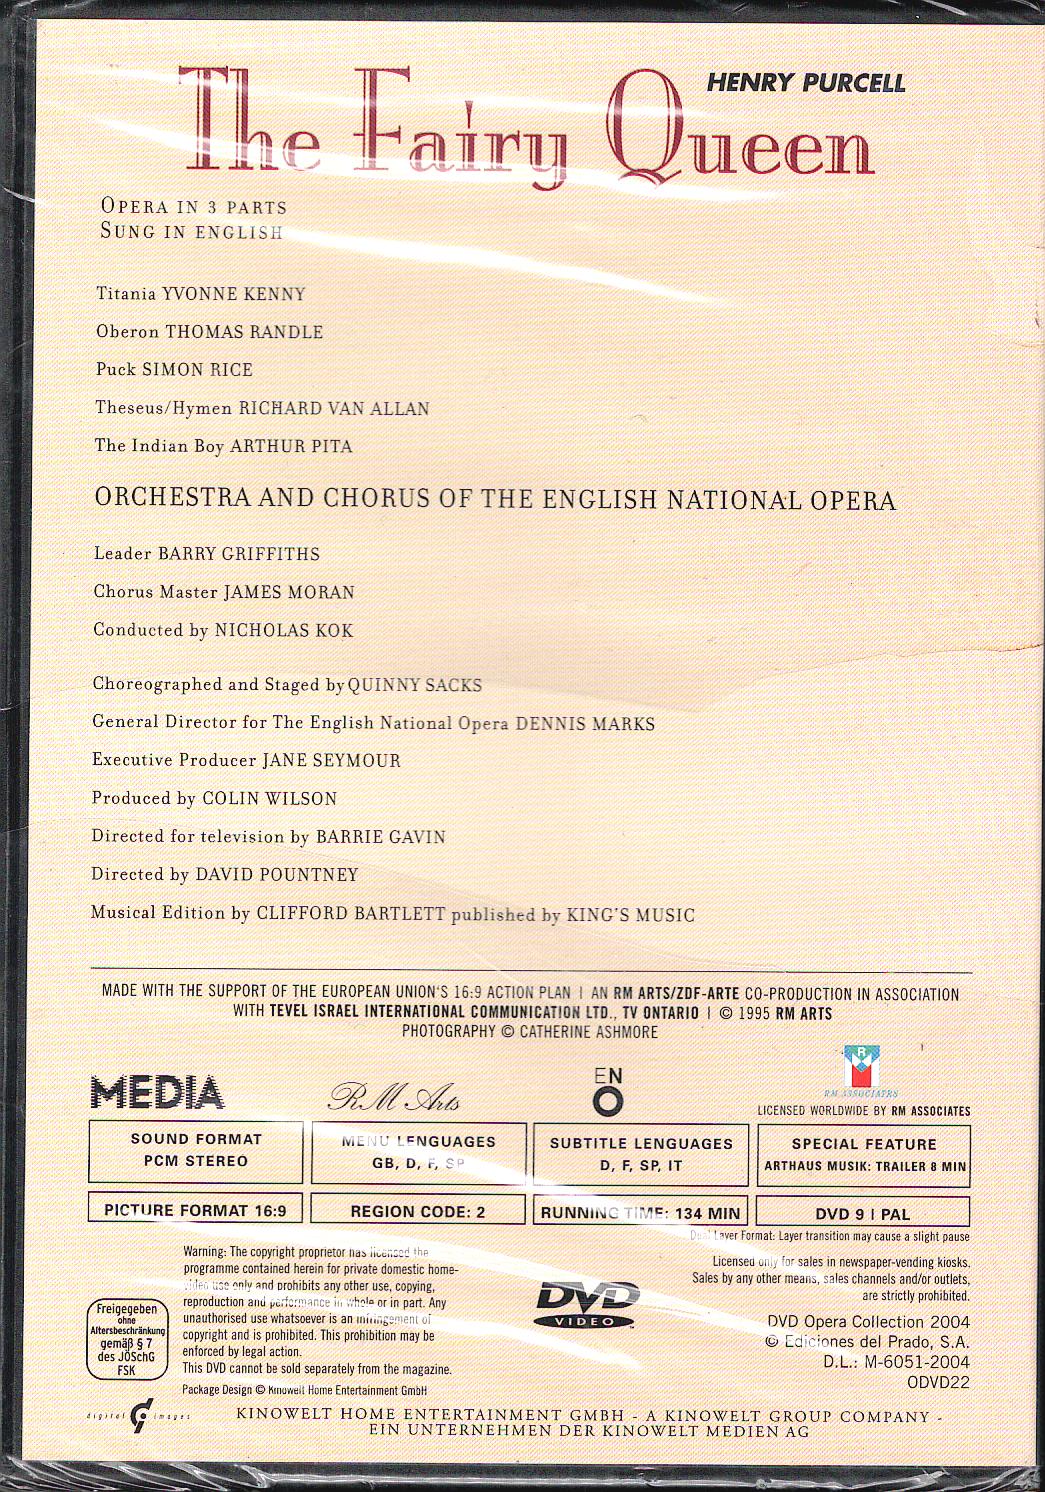 HENRY PURCELL
The Fairy Queen
OPERA IN 3 PARTS
SUNG IN ENGLISH
Titania YVONNE KENNY
Oberon THOMAS RANDLE
Puck SIMON RICE
Theseus/Hymen RICHARD VAN ALLAN
The Indian Boy ARTHUR PITA
ORCHESTRA AND CHORUS OF THE ENGLISH NATIONAL OPERA
Leader BARRY GRIFFITHS
Chorus Master JAMES MORAN
Conducted by NICHOLAS KOK
Choreographed and Staged by QUINNY SACKS
General Director for The English National Opera DENNIS MARKS
Executive Producer JANE SEYMOUR
Produced by COLIN WILSON
Directed for television by BARRIE GAVIN
Directed by DAVID POUNTNEY
Musical Edition by CLIFFORD BARTLETT published by KING'S MUSIC
MADE WITH THE SUPPORT OF THE EUROPEAN UNION'S 16:9 ACTION PLAN | AN RM ARTS/ZDF-ARTE CO-PRODUCTION IN ASSOCIATION
WITH TEVEL ISRAEL INTERNATIONAL COMMUNICATION LTD., TV ONTARIO | © 1995 RM ARTS
PHOTOGRAPHY © CATHERINE ASHMORE
MEDIA
RM Arts
ENO
RM ASSOCIATES
LICENSED WORLDWIDE BY RM ASSOCIATES
SOUND FORMAT
PCM STEREO
MENU LENGUAGES
GB, D, F, SP
SUBTITLE LENGUAGES
D, F, SP, IT
SPECIAL FEATURE
ARTHAUS MUSIK: TRAILER 8 MIN
PICTURE FORMAT 16:9
REGION CODE: 2
RUNNING TIME: 134 MIN
DVD 9 | PAL
Dual Layer Format: Layer transition may cause a slight pause
Warning: The copyright proprietor has licensed the
programme contained herein for private domestic home-
video use only and prohibits any other use, copying,
reproduction and performance in whole or in part. Any
unauthorised use whatsoever is an infringement of
copyright and is prohibited. This prohibition may be
enforced by legal action.
This DVD cannot be sold separately from the magazine.
Package Design © Kinowelt Home Entertainment GmbH
Freigegeben
ohne
Altersbeschränkung
gemäß § 7
des JÖSchG
FSK
DVD
VIDEO
Licensed only for sales in newspaper-vending kiosks.
Sales by any other means, sales channels and/or outlets,
are strictly prohibited.
DVD Opera Collection 2004
© Ediciones del Prado, S.A.
D.L.: M-6051-2004
ODVD22
digital images
KINOWELT HOME ENTERTAINMENT GMBH - A KINOWELT GROUP COMPANY -
EIN UNTERNEHMEN DER KINOWELT MEDIEN AG